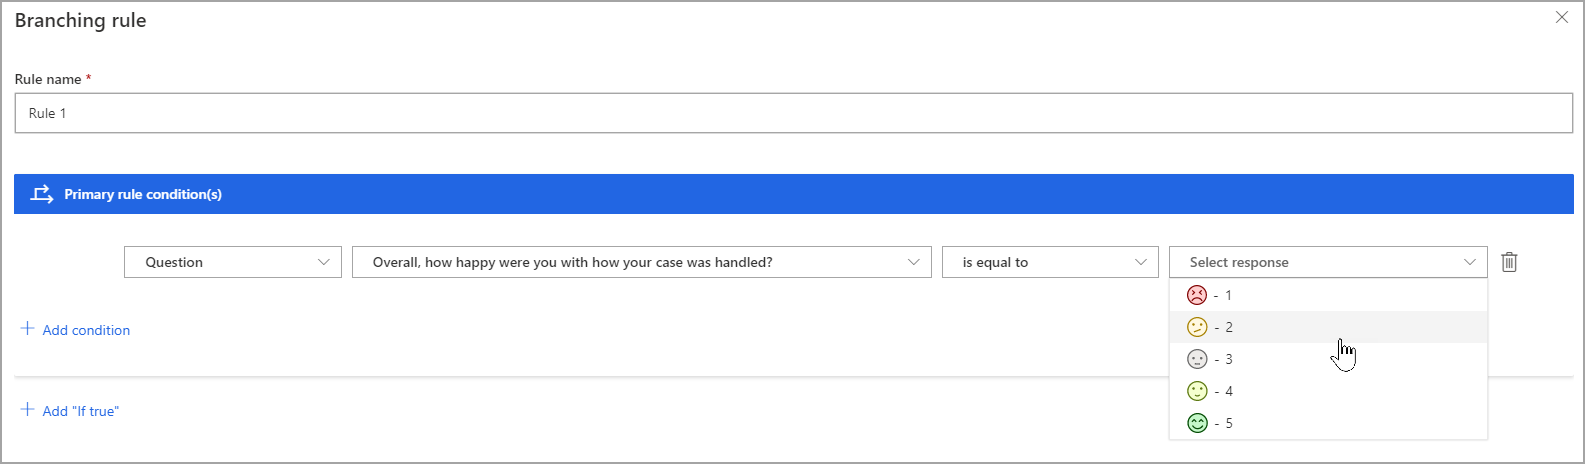 Branching rule
Rule name *
Rule 1
Primary rule condition(s)
Question Overall, how happy were you with how your case was handled? is equal to Select response
- 1
- 2
- 3
- 4
- 5
Add condition
Add "If true"